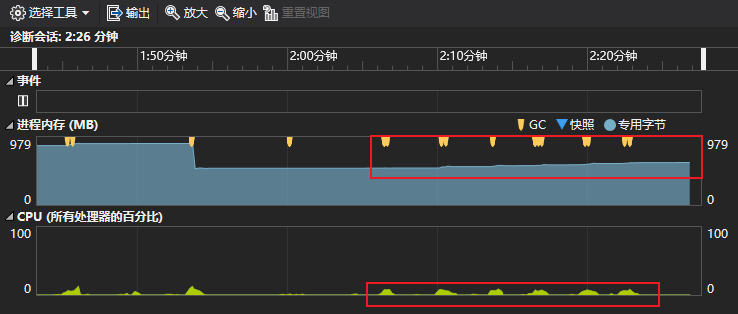 选择工具 输出 放大 缩小 重置视图
诊断会话: 2:26 分钟
1:50分钟 2:00分钟 2:10分钟 2:20分钟
事件
进程内存 (MB) GC 快照 专用字节
979 979
0 0
CPU (所有处理器的百分比)
100 100
0 0